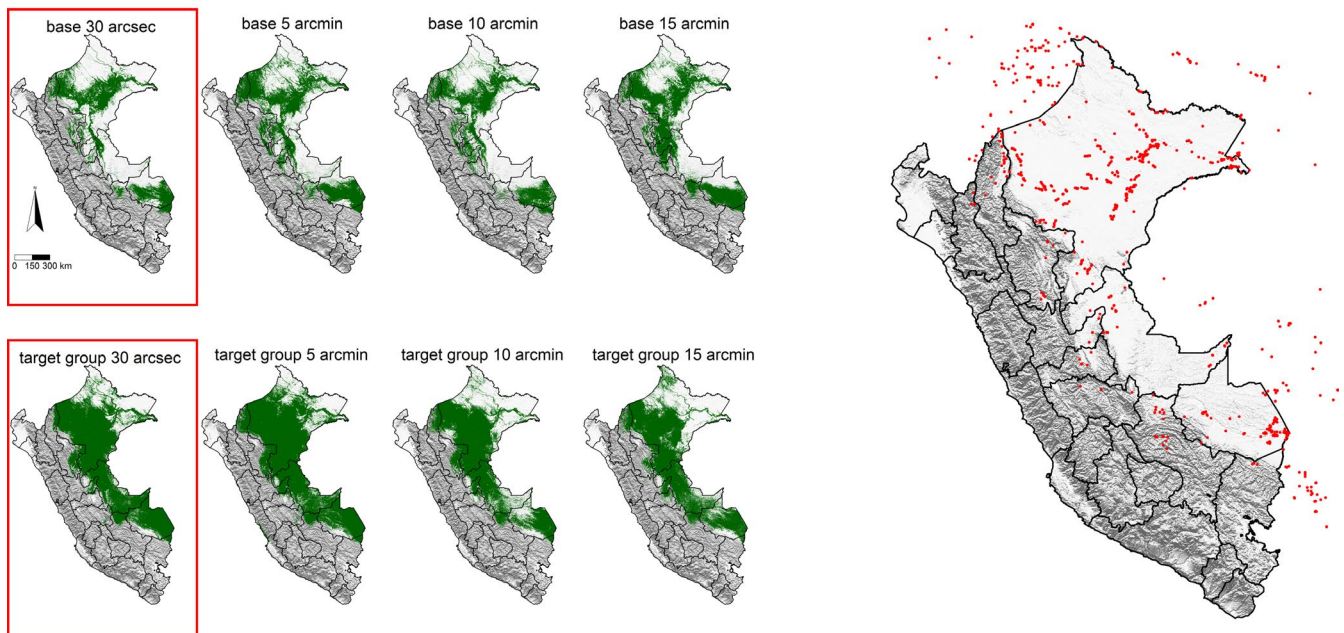 base 30 arcsec
base 5 arcmin
base 10 arcmin
base 15 arcmin
N
0 150 300 km
target group 30 arcsec
target group 5 arcmin
target group 10 arcmin
target group 15 arcmin